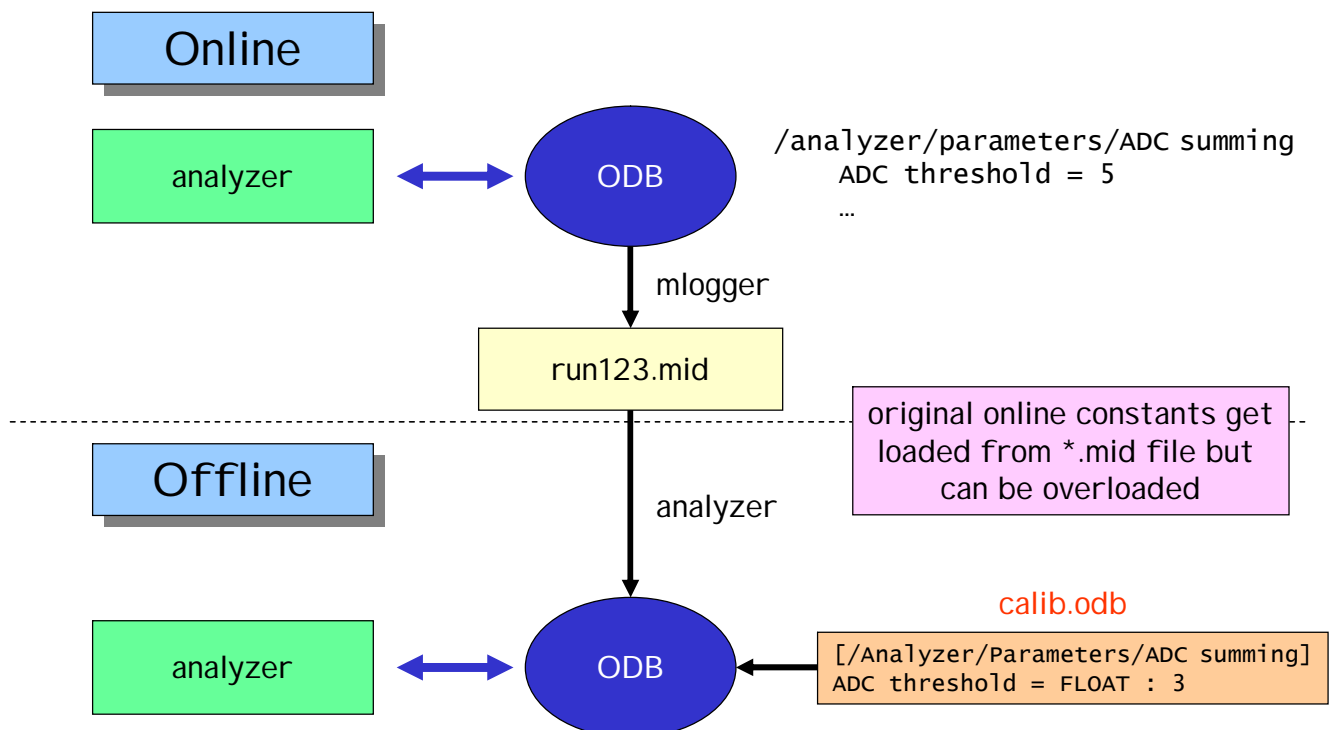 Online
analyzer
ODB
/analyzer/parameters/ADC summing
ADC threshold = 5
…
mlogger
run123.mid
original online constants get
loaded from *.mid file but
can be overloaded
Offline
analyzer
calib.odb
analyzer
ODB
[/Analyzer/Parameters/ADC summing]
ADC threshold = FLOAT : 3